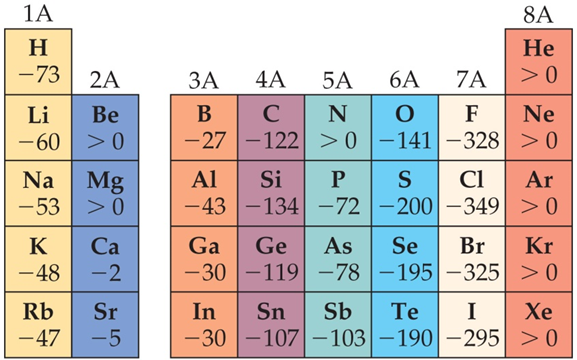 1A 8A
H He
−73 > 0
2A 3A 4A 5A 6A 7A
Li Be B C N O F Ne
−60 > 0 −27 −122 > 0 −141 −328 > 0
Na Mg Al Si P S Cl Ar
−53 > 0 −43 −134 −72 −200 −349 > 0
K Ca Ga Ge As Se Br Kr
−48 −2 −30 −119 −78 −195 −325 > 0
Rb Sr In Sn Sb Te I Xe
−47 −5 −30 −107 −103 −190 −295 > 0